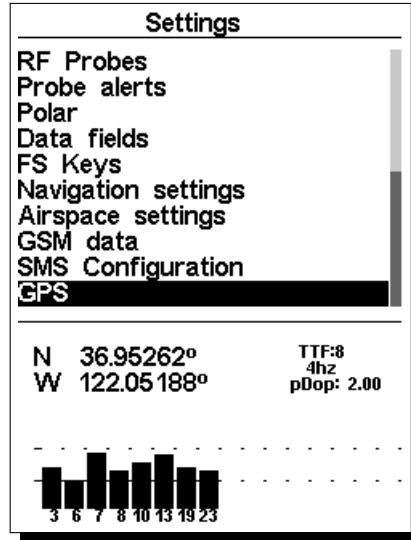 Settings
RF Probes
Probe alerts
Polar
Data fields
FS Keys
Navigation settings
Airspace settings
GSM data
SMS Configuration
GPS
N 36.95262º
W 122.05188º
TTF:8
4hz
pDop: 2.00
3 6 7 8 10 13 19 23